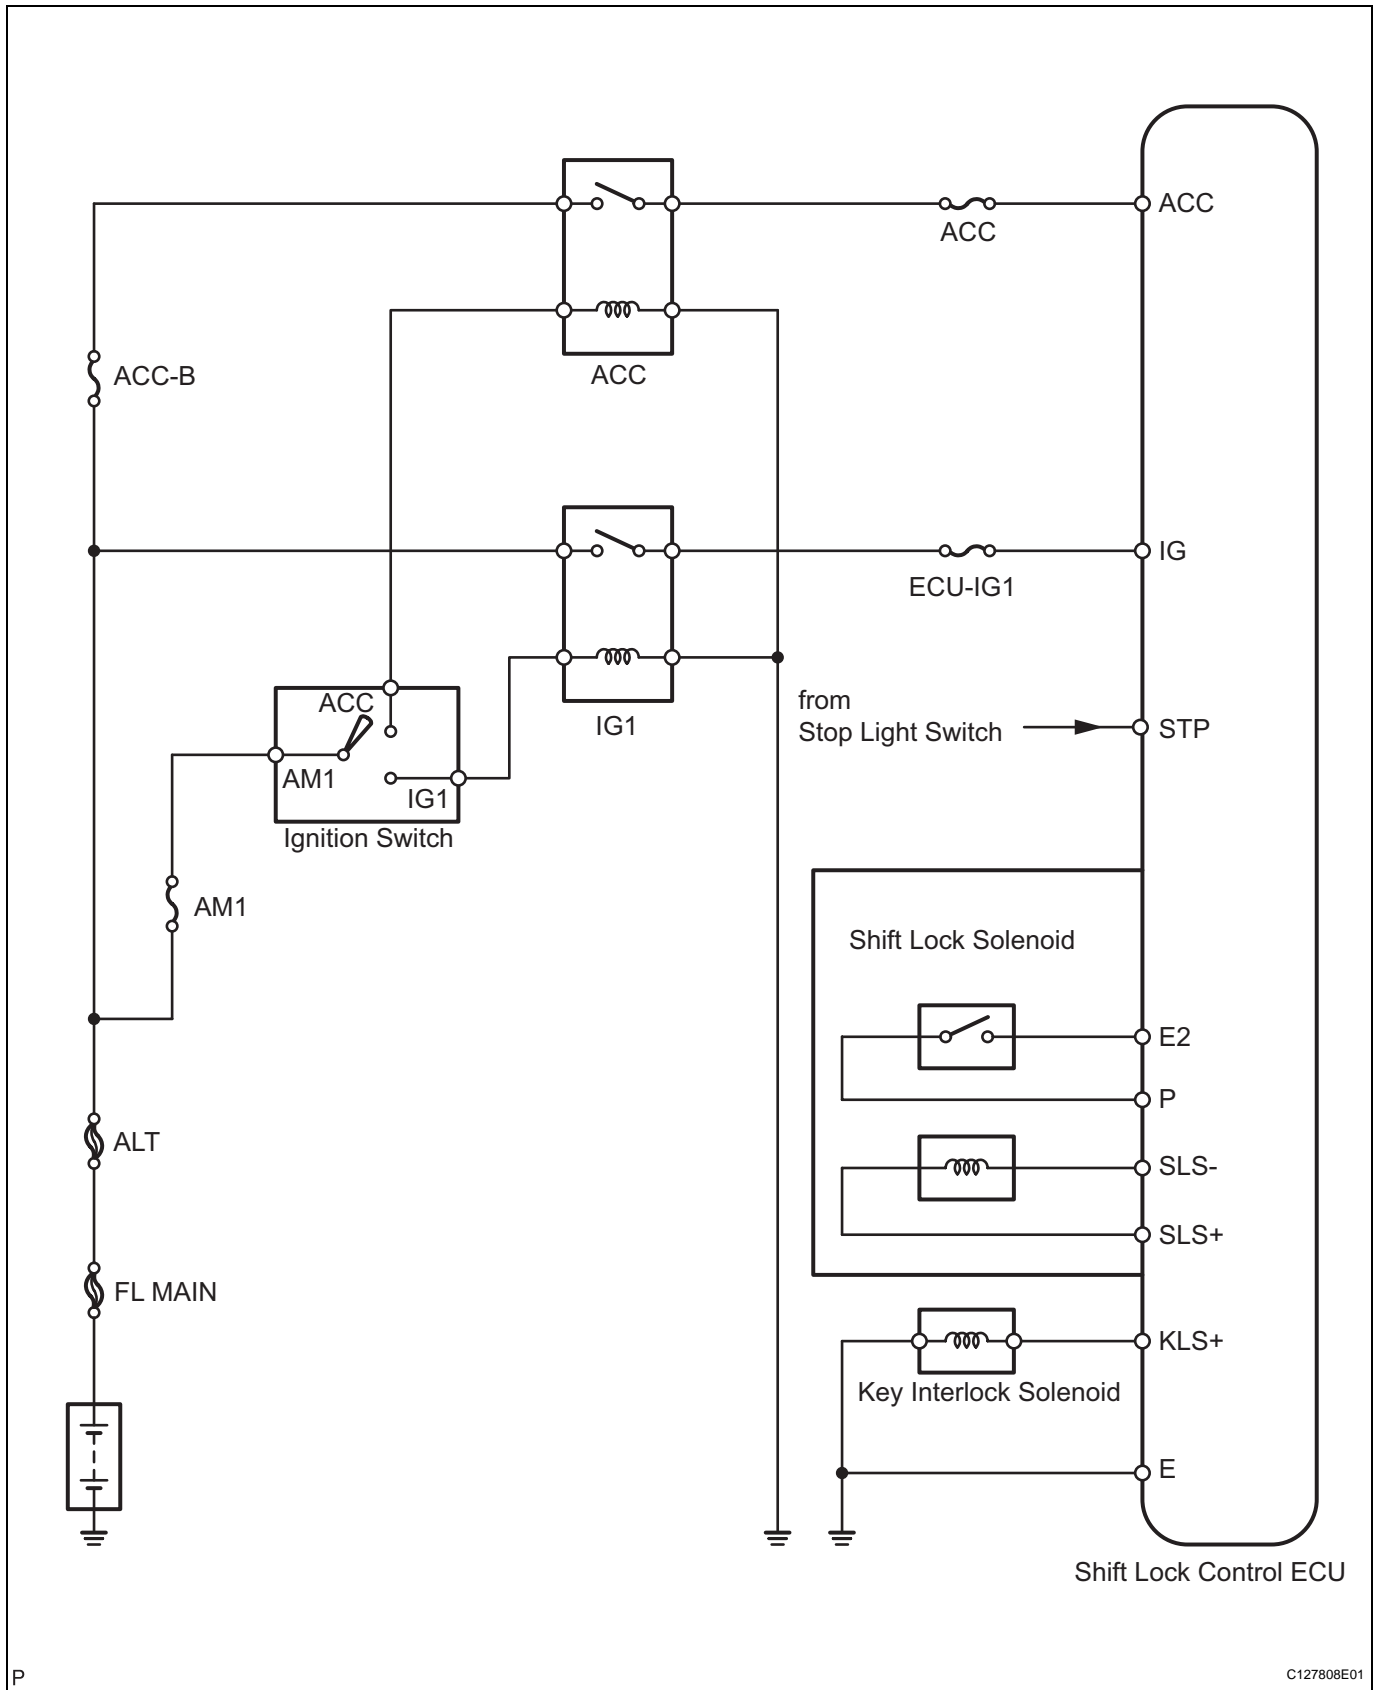 ACC
ACC
ACC
ACC-B
IG
ECU-IG1
ACC
IG1
from
Stop Light Switch
STP
AM1
IG1
Ignition Switch
AM1
Shift Lock Solenoid
E2
P
ALT
SLS-
SLS+
FL MAIN
KLS+
Key Interlock Solenoid
E
Shift Lock Control ECU
P
C127808E01